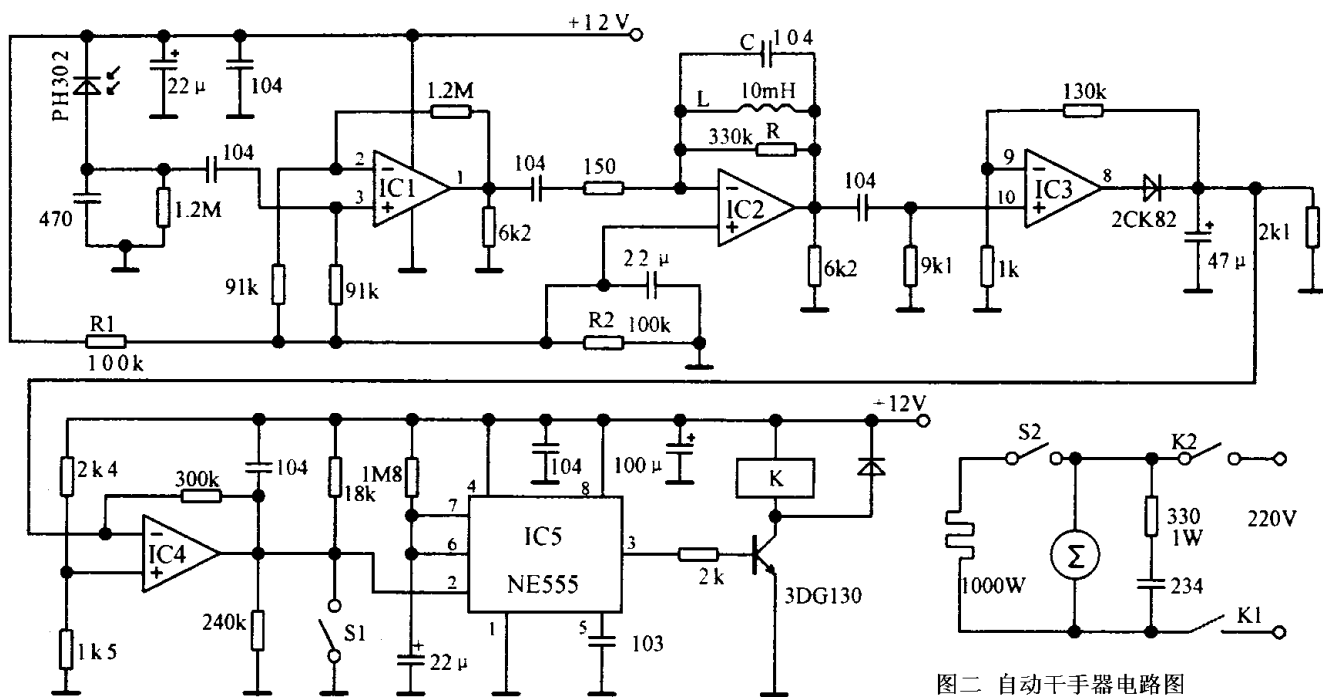 +12V
PH302
22μ
104
1.2M
104
2
IC1
1
3
470
1.2M
6k2
91k
91k
R1
100k
C 104
L 10mH
330k R
104
150
IC2
22μ
R2
100k
6k2
104
9k1
130k
9
IC3
8
10
2CK82
1k
47μ
2k1
+12V
2k4
300k
104
18k
1M8
4
104
8
100μ
K
7
6
IC5
3
2
NE555
2k
3DG130
IC4
240k
S1
1k5
22μ
1
5
103
S2
K2
330
1W
220V
Σ
1000W
234
K1
图二 自动干手器电路图